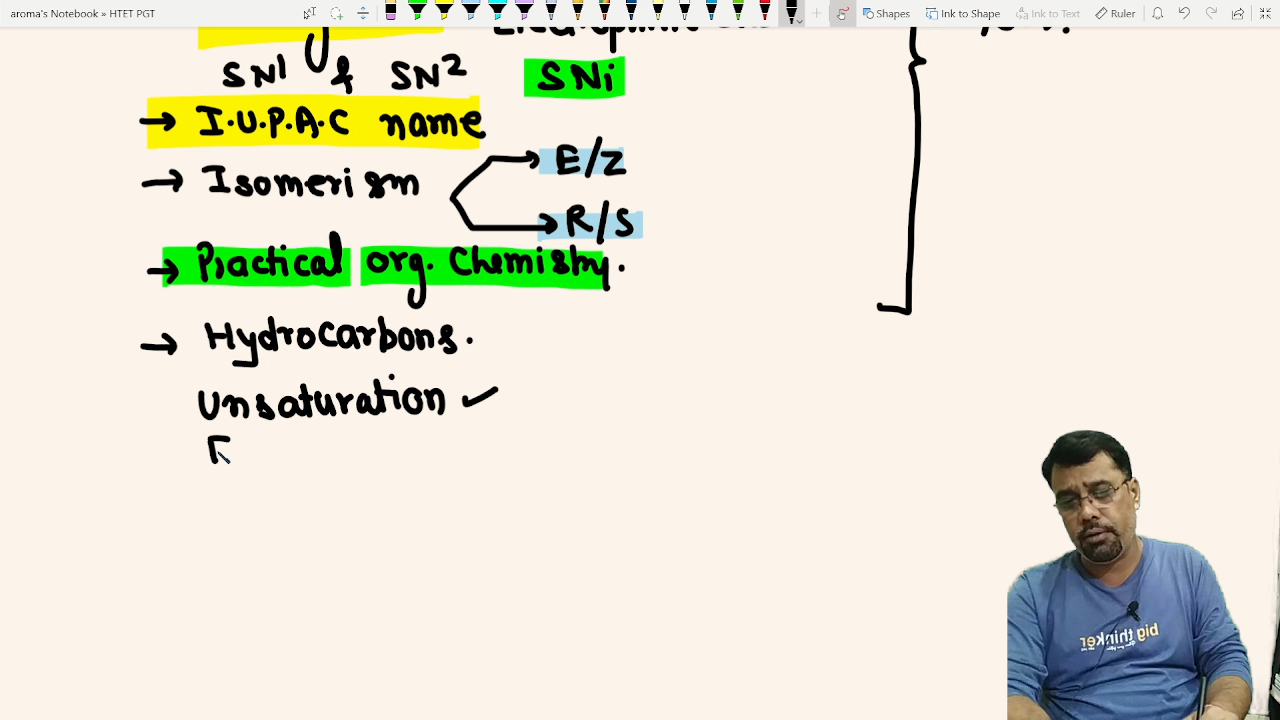 aroma's Notebook » HTET PGT
Shapes Ink to Shape Ink to Text Ruler
SN1 & SN2 SNi
→ I.U.P.A.C name
→ Isomerism
E/Z
R/S
→ Practical org. Chemistry.
→ Hydrocarbons.
Unsaturation ✓
big thinker